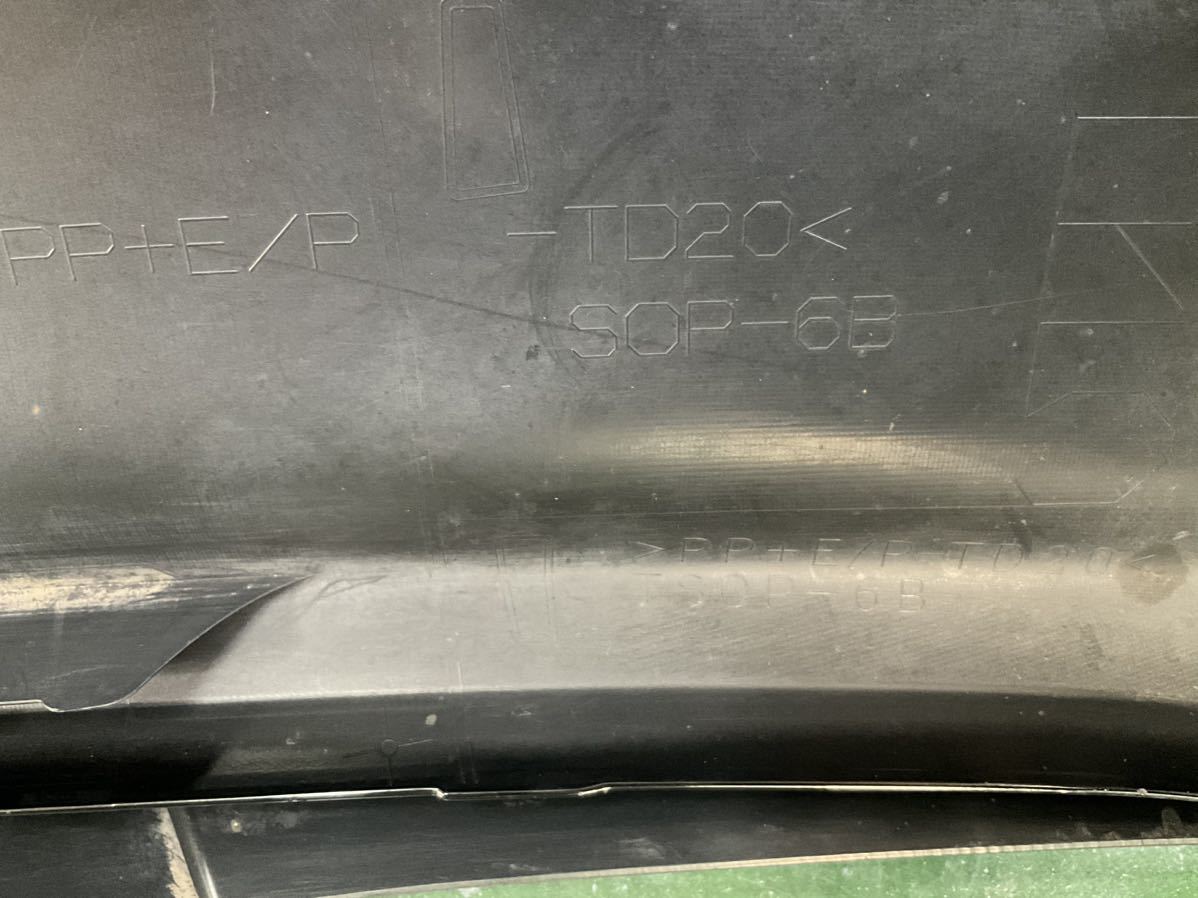 PP+E/P -TD20<
SOP-6B
>PP+E/P-TD20<
SOP-6B